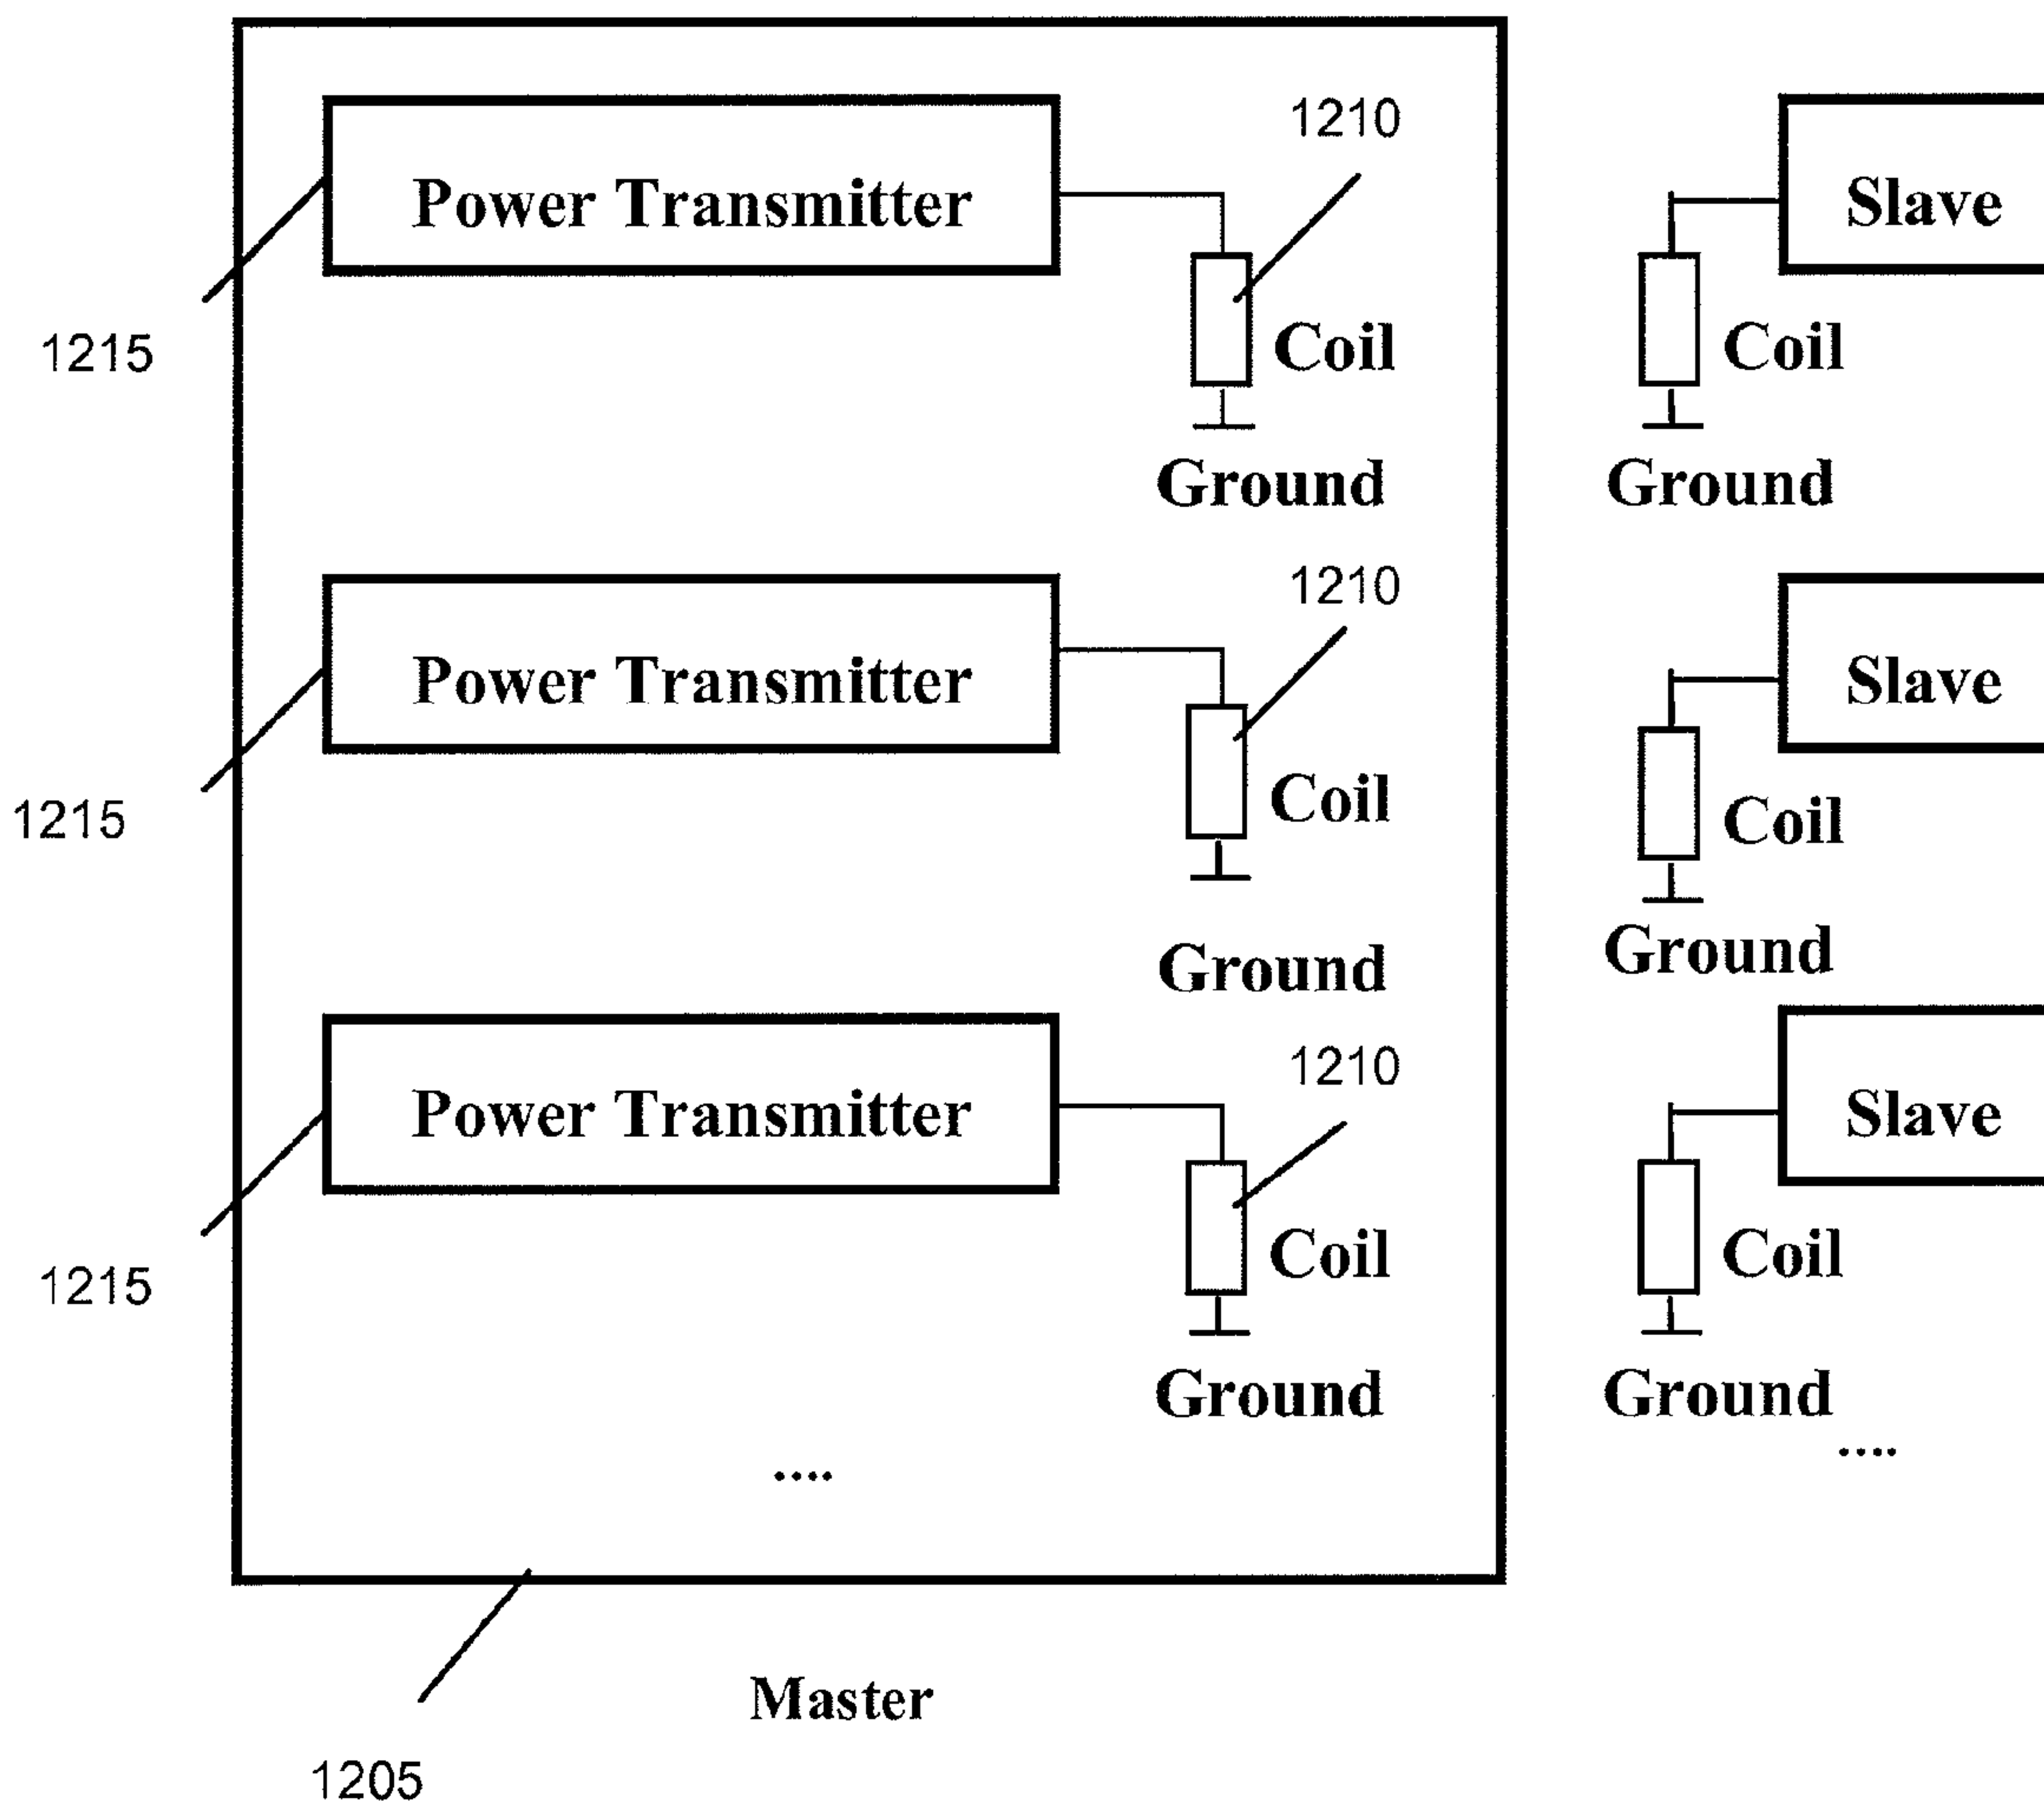 1210
Power Transmitter
Slave
1215
Coil
Coil
Ground
Ground
1210
Power Transmitter
Slave
1215
Coil
Coil
Ground
Ground
1210
Power Transmitter
Slave
1215
Coil
Coil
Ground
Ground
....
....
Master
1205